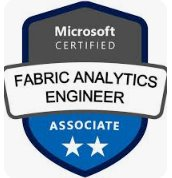 Microsoft
CERTIFIED
FABRIC ANALYTICS
ENGINEER
ASSOCIATE